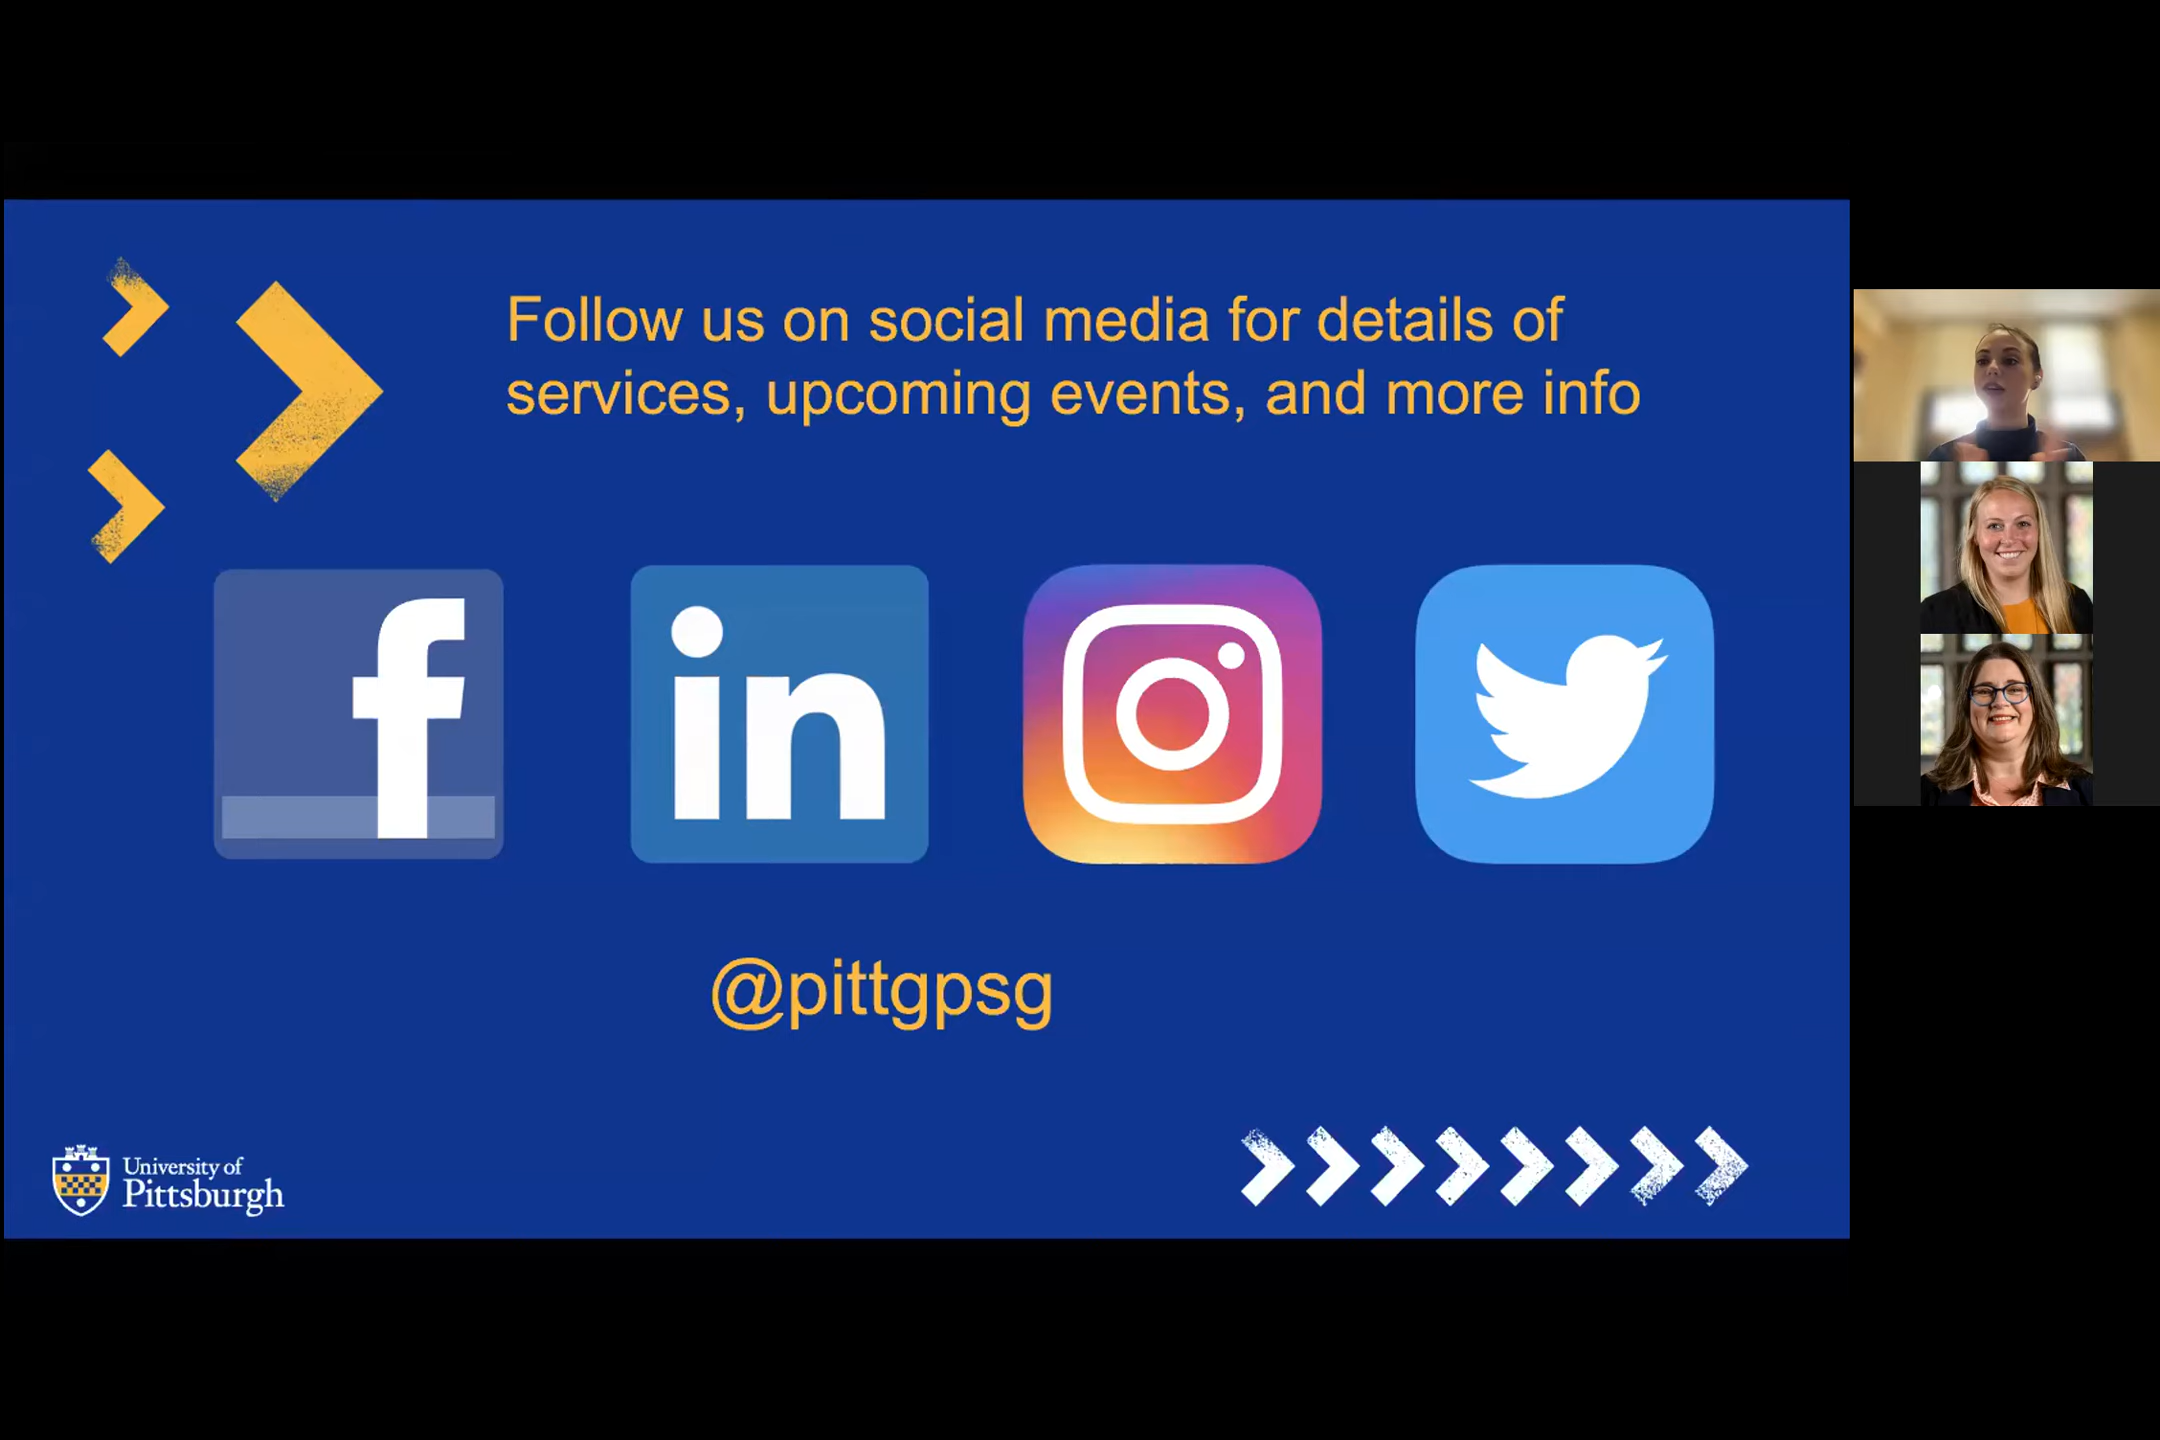 Follow us on social media for details of
services, upcoming events, and more info
f
in
@pittgpsg
University of
Pittsburgh